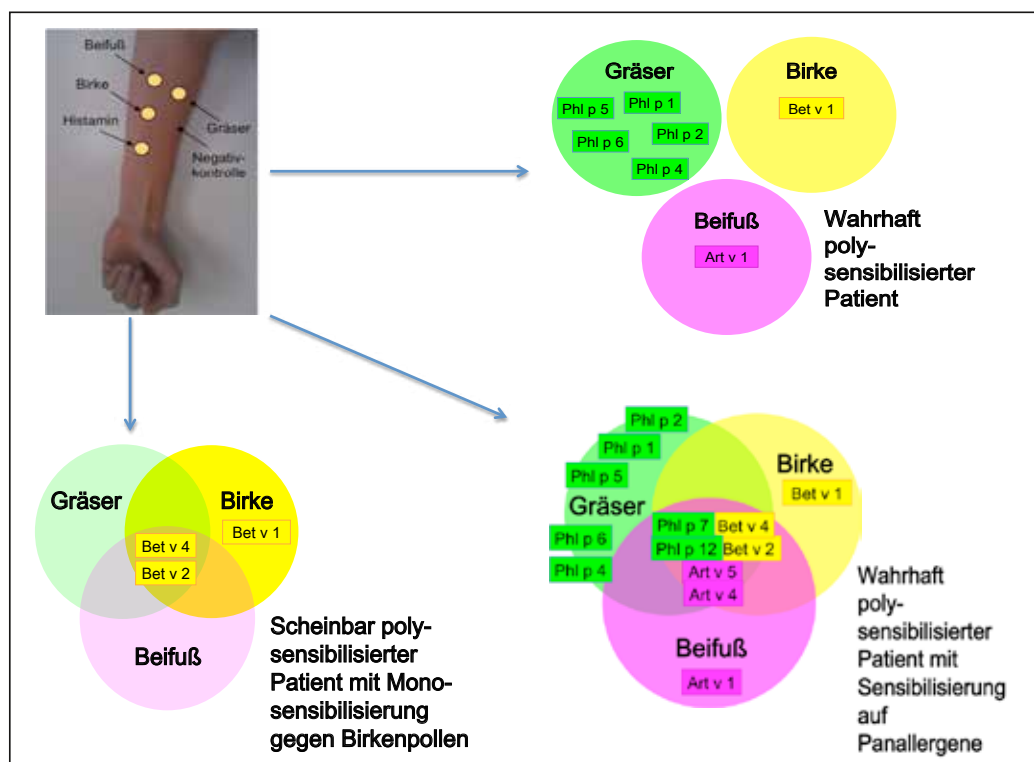 Beifuß
Birke
Histamin
Gräser
Negativ-
kontrolle
Gräser
Phl p 5
Phl p 1
Phl p 2
Phl p 6
Phl p 4
Birke
Bet v 1
Beifuß
Art v 1
Wahrhaft
poly-
sensibilisierter
Patient
Gräser
Birke
Bet v 1
Bet v 4
Bet v 2
Beifuß
Scheinbar poly-
sensibilisierter
Patient mit Mono-
sensibilisierung
gegen Birkenpollen
Phl p 2
Phl p 1
Phl p 5
Gräser
Phl p 6
Phl p 4
Birke
Bet v 1
Phl p 7 Bet v 4
Phl p 12 Bet v 2
Art v 5
Art v 4
Beifuß
Art v 1
Wahrhaft
poly-
sensibilisierter
Patient mit
Sensibilisierung
auf
Panallergene